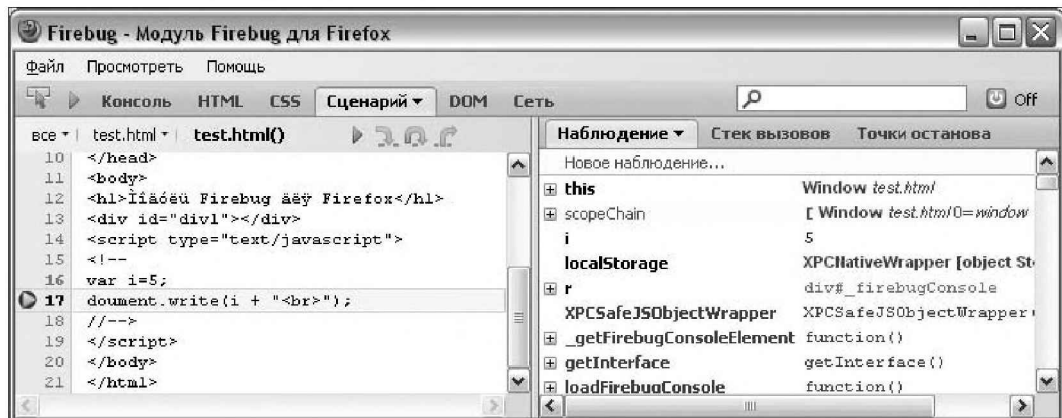 Firebug - Модуль Firebug для Firefox
Файл Просмотреть Помощь
Консоль HTML CSS Сценарий DOM Сеть Off
все test.html test.html()
10 </head>
11 <body>
12 <h1>Ìîäóëü Firebug äëÿ Firefox</h1>
13 <div id="div1"></div>
14 <script type="text/javascript">
15 <!--
16 var i=5;
17 doument.write(i + "<br>");
18 //-->
19 </script>
20 </body>
21 </html>
Наблюдение Стек вызовов Точки останова
Новое наблюдение...
this Window test.html
scopeChain [ Window test.html 0=window
i 5
localStorage XPCNativeWrapper [object St
r div#_firebugConsole
XPCSafeJSObjectWrapper XPCSafeJSObjectWrapper
_getFirebugConsoleElement function()
getInterface getInterface()
loadFirebugConsole function()